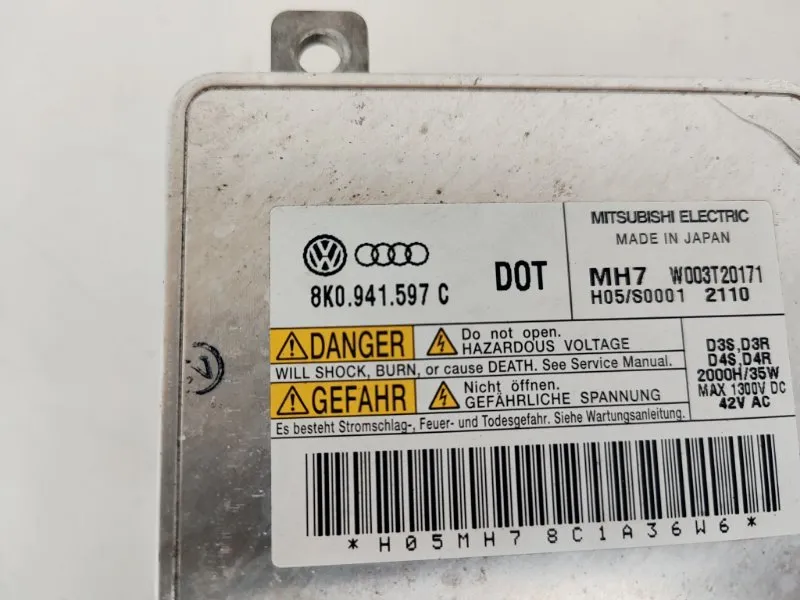 VW
8K0.941.597 C
DOT
MITSUBISHI ELECTRIC
MADE IN JAPAN
MH7 W003T20171
H05/S0001 2110
DANGER
Do not open.
HAZARDOUS VOLTAGE
WILL SHOCK, BURN, or cause DEATH. See Service Manual.
GEFAHR
Nicht öffnen.
GEFÄHRLICHE SPANNUNG
Es besteht Stromschlag-, Feuer- und Todesgefahr. Siehe Wartungsanleitung.
D3S,D3R
D4S,D4R
2000H/35W
MAX 1300V DC
42V AC
*H05MH78C1A36W6*